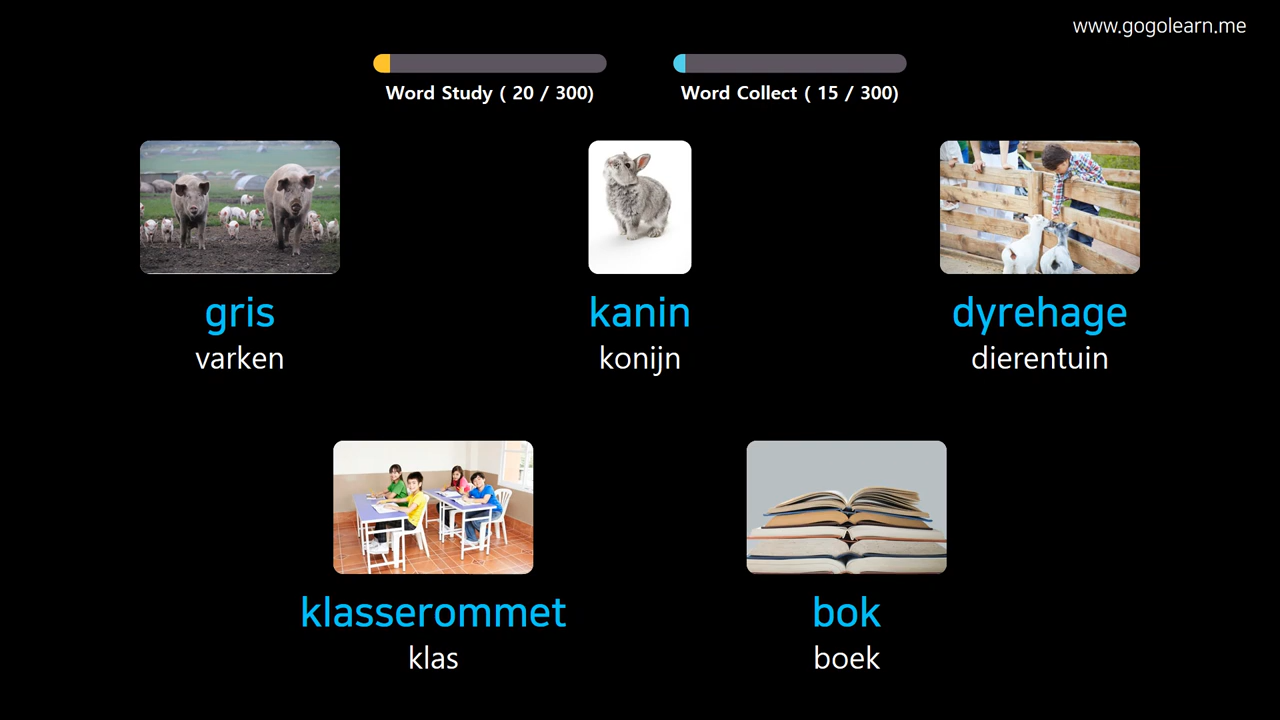 www.gogolearn.me
Word Study ( 20 / 300)
Word Collect ( 15 / 300)
gris
varken
kanin
konijn
dyrehage
dierentuin
klasserommet
klas
bok
boek